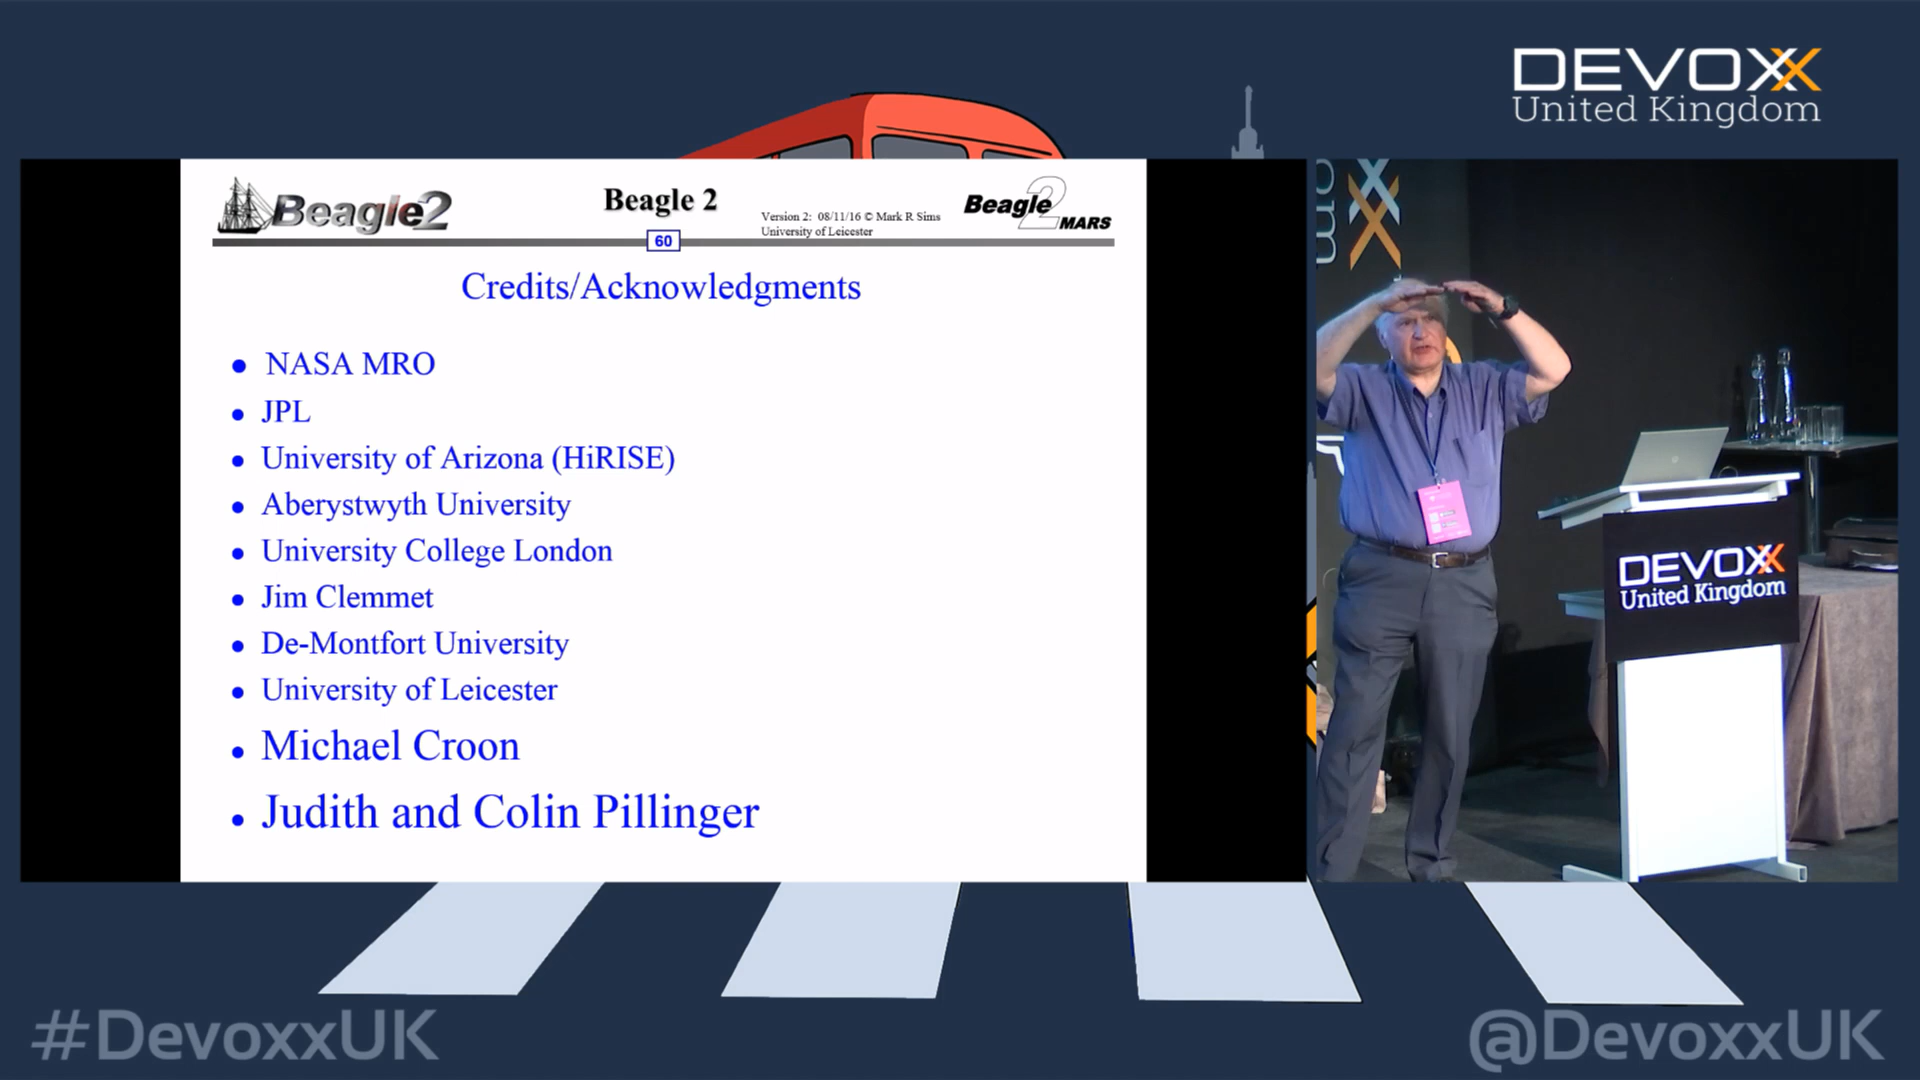 DEVOXX
United Kingdom
Beagle2
Beagle 2
Version 2: 08/11/16 © Mark R Sims
University of Leicester
Beagle 2
MARS
60
Credits/Acknowledgments
• NASA MRO
• JPL
• University of Arizona (HiRISE)
• Aberystwyth University
• University College London
• Jim Clemmet
• De-Montfort University
• University of Leicester
• Michael Croon
• Judith and Colin Pillinger
DEVOXX
United Kingdom
#DevoxxUK
@DevoxxUK